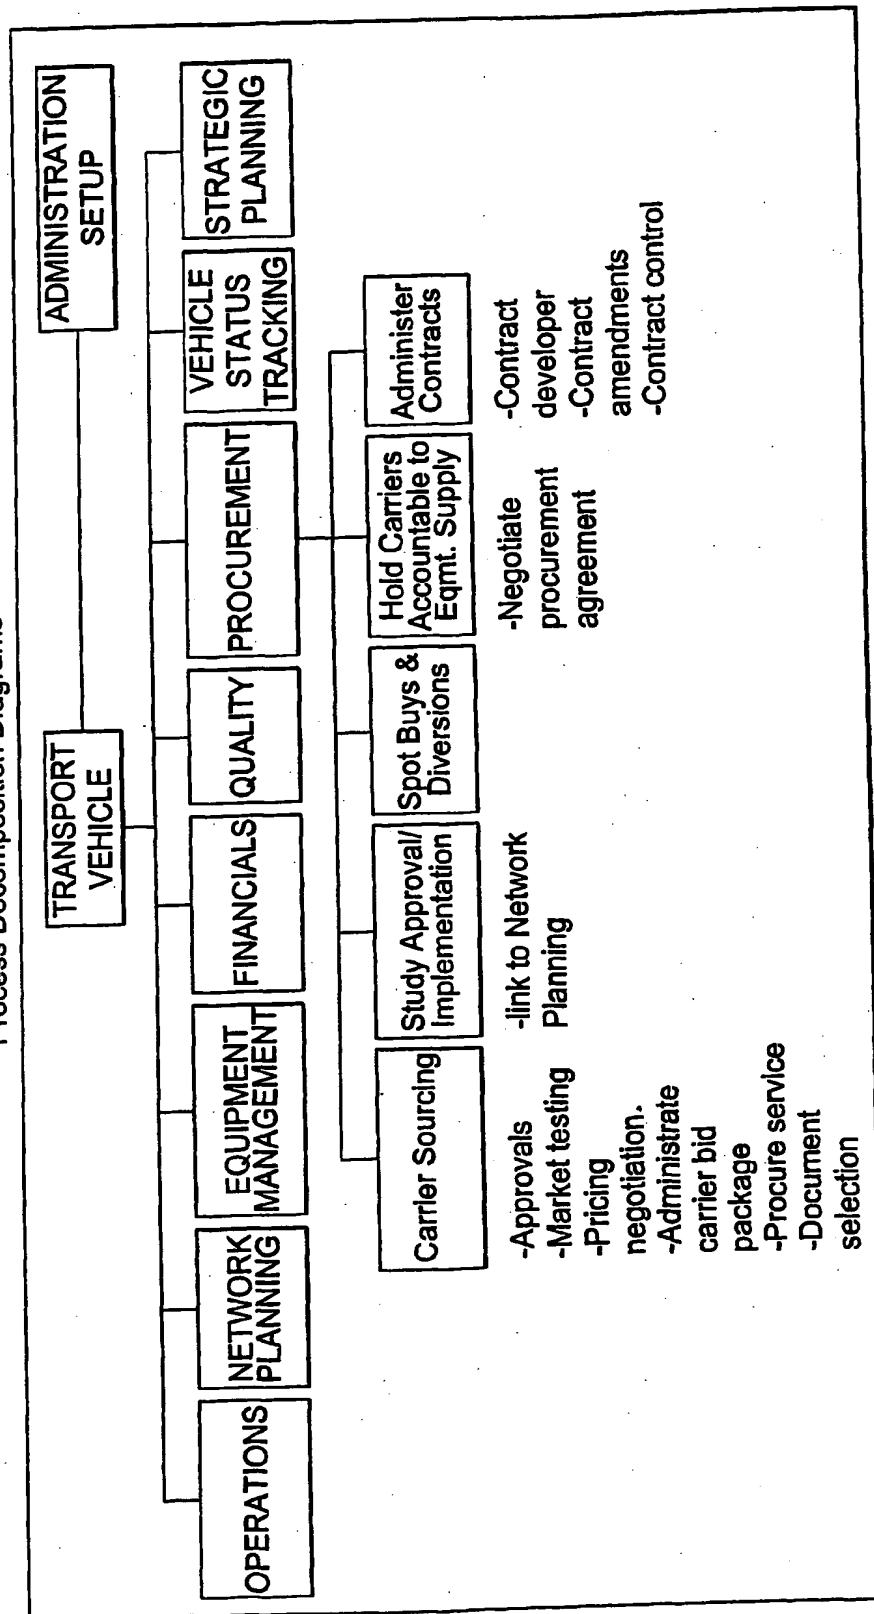 Process Decomposition Diagrams
TRANSPORT
VEHICLE
ADMINISTRATION
SETUP
OPERATIONS
NETWORK
PLANNING
EQUIPMENT
MANAGEMENT
FINANCIALS
QUALITY
PROCUREMENT
VEHICLE
STATUS
TRACKING
STRATEGIC
PLANNING
Carrier Sourcing
-Approvals
-Market testing
-Pricing
negotiation.
-Administrate
carrier bid
package
-Procure service
-Document
selection
Study Approval/
Implementation
-link to Network
Planning
Spot Buys &
Diversions
Hold Carriers
Accountable to
Eqmt. Supply
-Negotiate
procurement
agreement
Administer
Contracts
-Contract
developer
-Contract
amendments
-Contract control